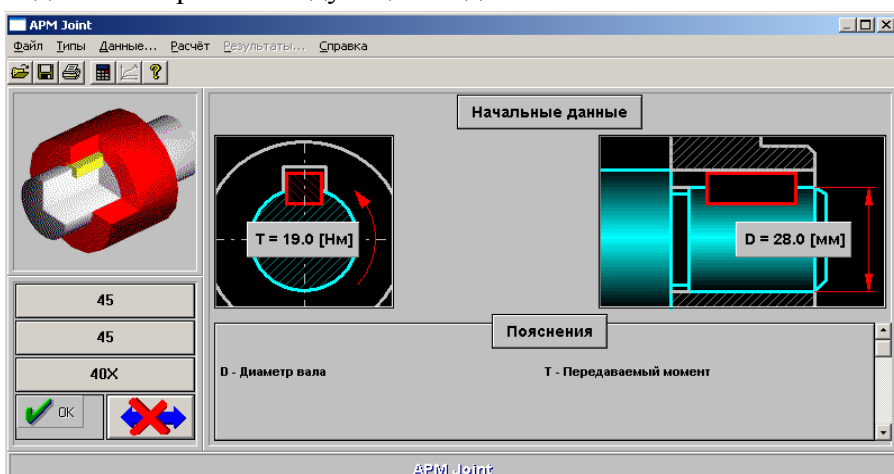 APM Joint
Файл Типы Данные... Расчёт Результаты... Справка
Начальные данные
T = 19.0 [Нм]
D = 28.0 [мм]
45
45
40Х
OK
Пояснения
D - Диаметр вала
T - Передаваемый момент
APM Joint